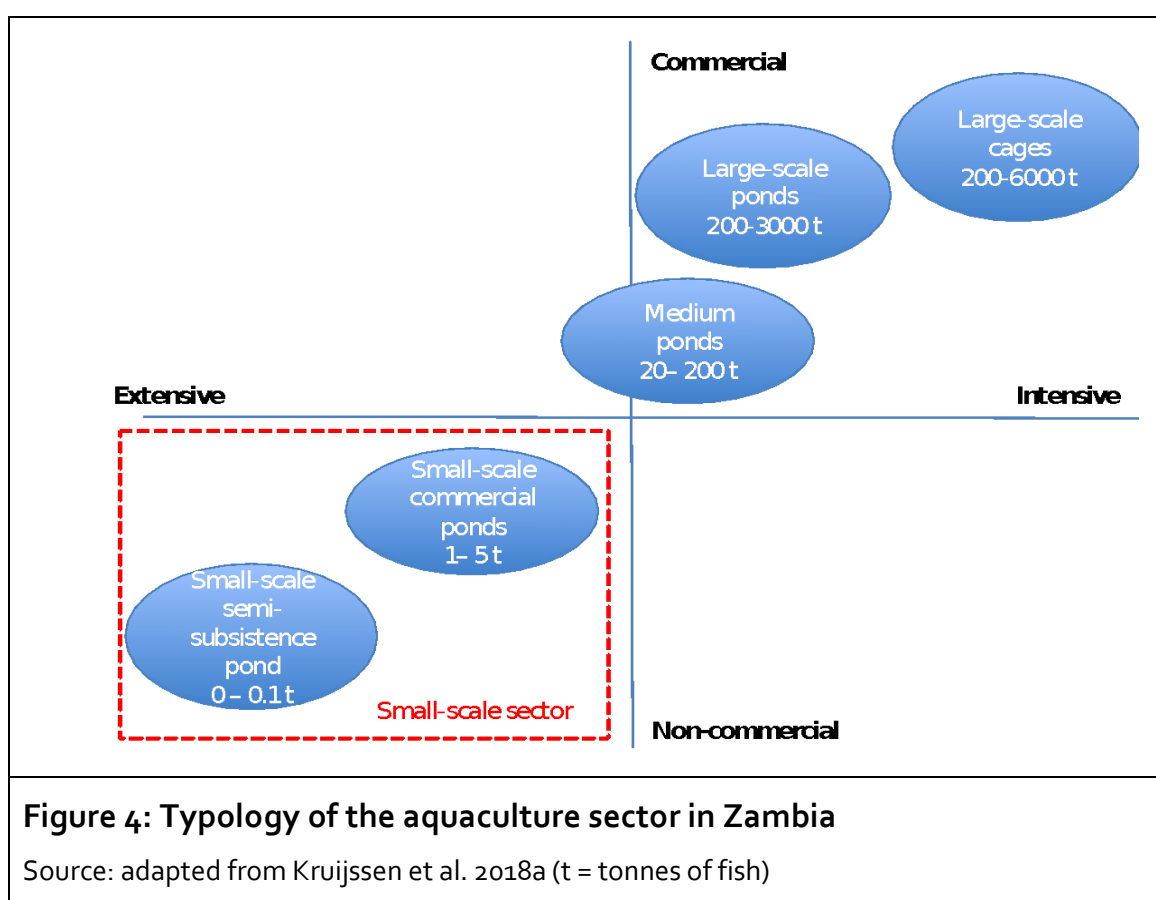 Commercial
Large-scale
cages
200-6000 t
Large-scale
ponds
200-3000 t
Medium
ponds
20– 200 t
Extensive
Intensive
Small-scale
commercial
ponds
1– 5 t
Small-scale
semi-
subsistence
pond
0 – 0.1 t
Small-scale sector
Non-commercial
Figure 4: Typology of the aquaculture sector in Zambia
Source: adapted from Kruijssen et al. 2018a (t = tonnes of fish)